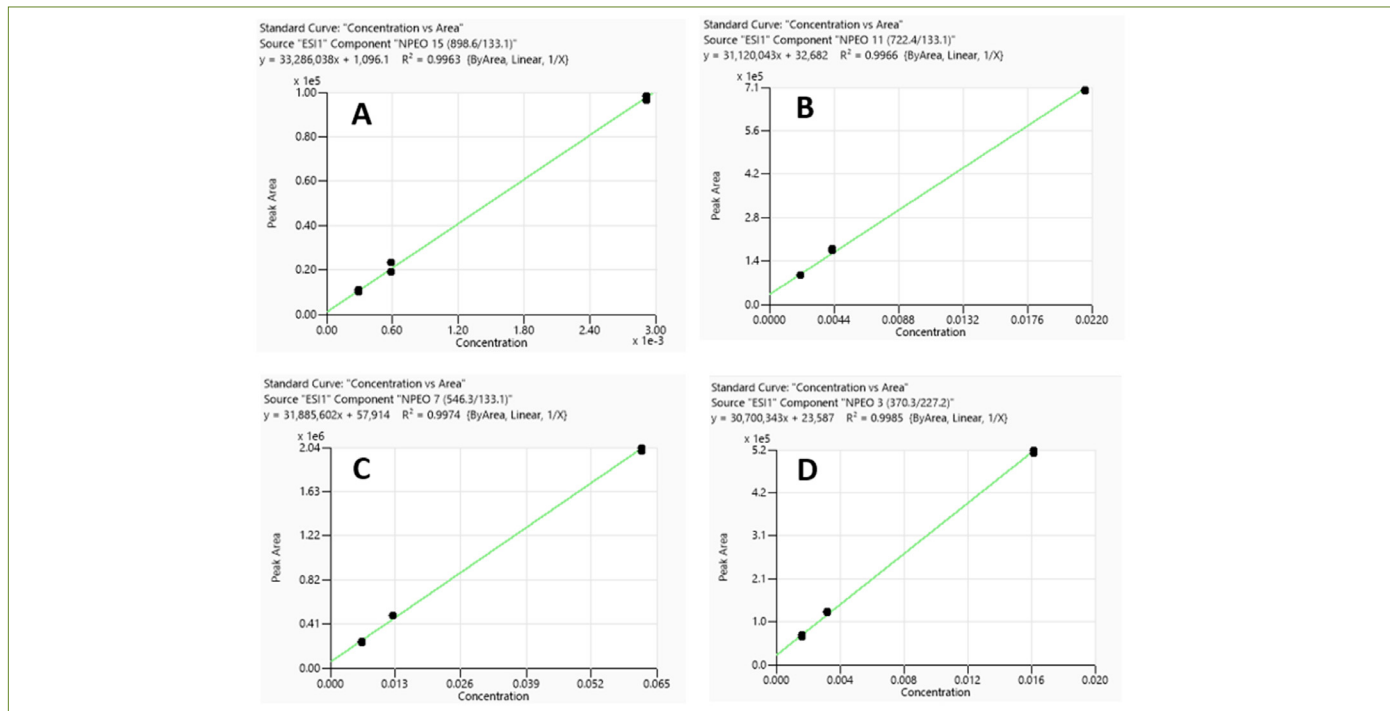 Standard Curve: "Concentration vs Area"
Source "ESI1" Component "NPEO 15 (898.6/133.1)"
y = 33,286,038x + 1,096.1 R² = 0.9963 {ByArea, Linear, 1/X}
x 1e5
1.00
0.80
0.60
0.40
0.20
0.00
Peak Area
A
0.00 0.60 1.20 1.80 2.40 3.00
Concentration
x 1e-3
Standard Curve: "Concentration vs Area"
Source "ESI1" Component "NPEO 11 (722.4/133.1)"
y = 31,120,043x + 32,682 R² = 0.9966 {ByArea, Linear, 1/X}
x 1e5
7.1
5.6
4.2
2.8
1.4
0.0
Peak Area
B
0.0000 0.0044 0.0088 0.0132 0.0176 0.0220
Concentration
Standard Curve: "Concentration vs Area"
Source "ESI1" Component "NPEO 7 (546.3/133.1)"
y = 31,885,602x + 57,914 R² = 0.9974 {ByArea, Linear, 1/X}
x 1e6
2.04
1.63
1.22
0.82
0.41
0.00
Peak Area
C
0.000 0.013 0.026 0.039 0.052 0.065
Concentration
Standard Curve: "Concentration vs Area"
Source "ESI1" Component "NPEO 3 (370.3/227.2)"
y = 30,700,343x + 23,587 R² = 0.9985 {ByArea, Linear, 1/X}
x 1e5
5.2
4.2
3.1
2.1
1.0
0.0
Peak Area
D
0.000 0.004 0.008 0.012 0.016 0.020
Concentration